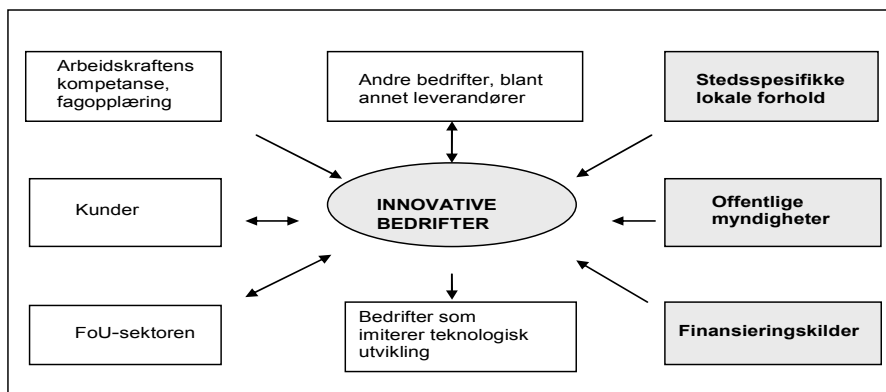 Arbeidskraftens
kompetanse,
fagopplæring
Andre bedrifter, blant
annet leverandører
Stedsspesifikke
lokale forhold
Kunder
INNOVATIVE
BEDRIFTER
Offentlige
myndigheter
FoU-sektoren
Bedrifter som
imiterer teknologisk
utvikling
Finansieringskilder